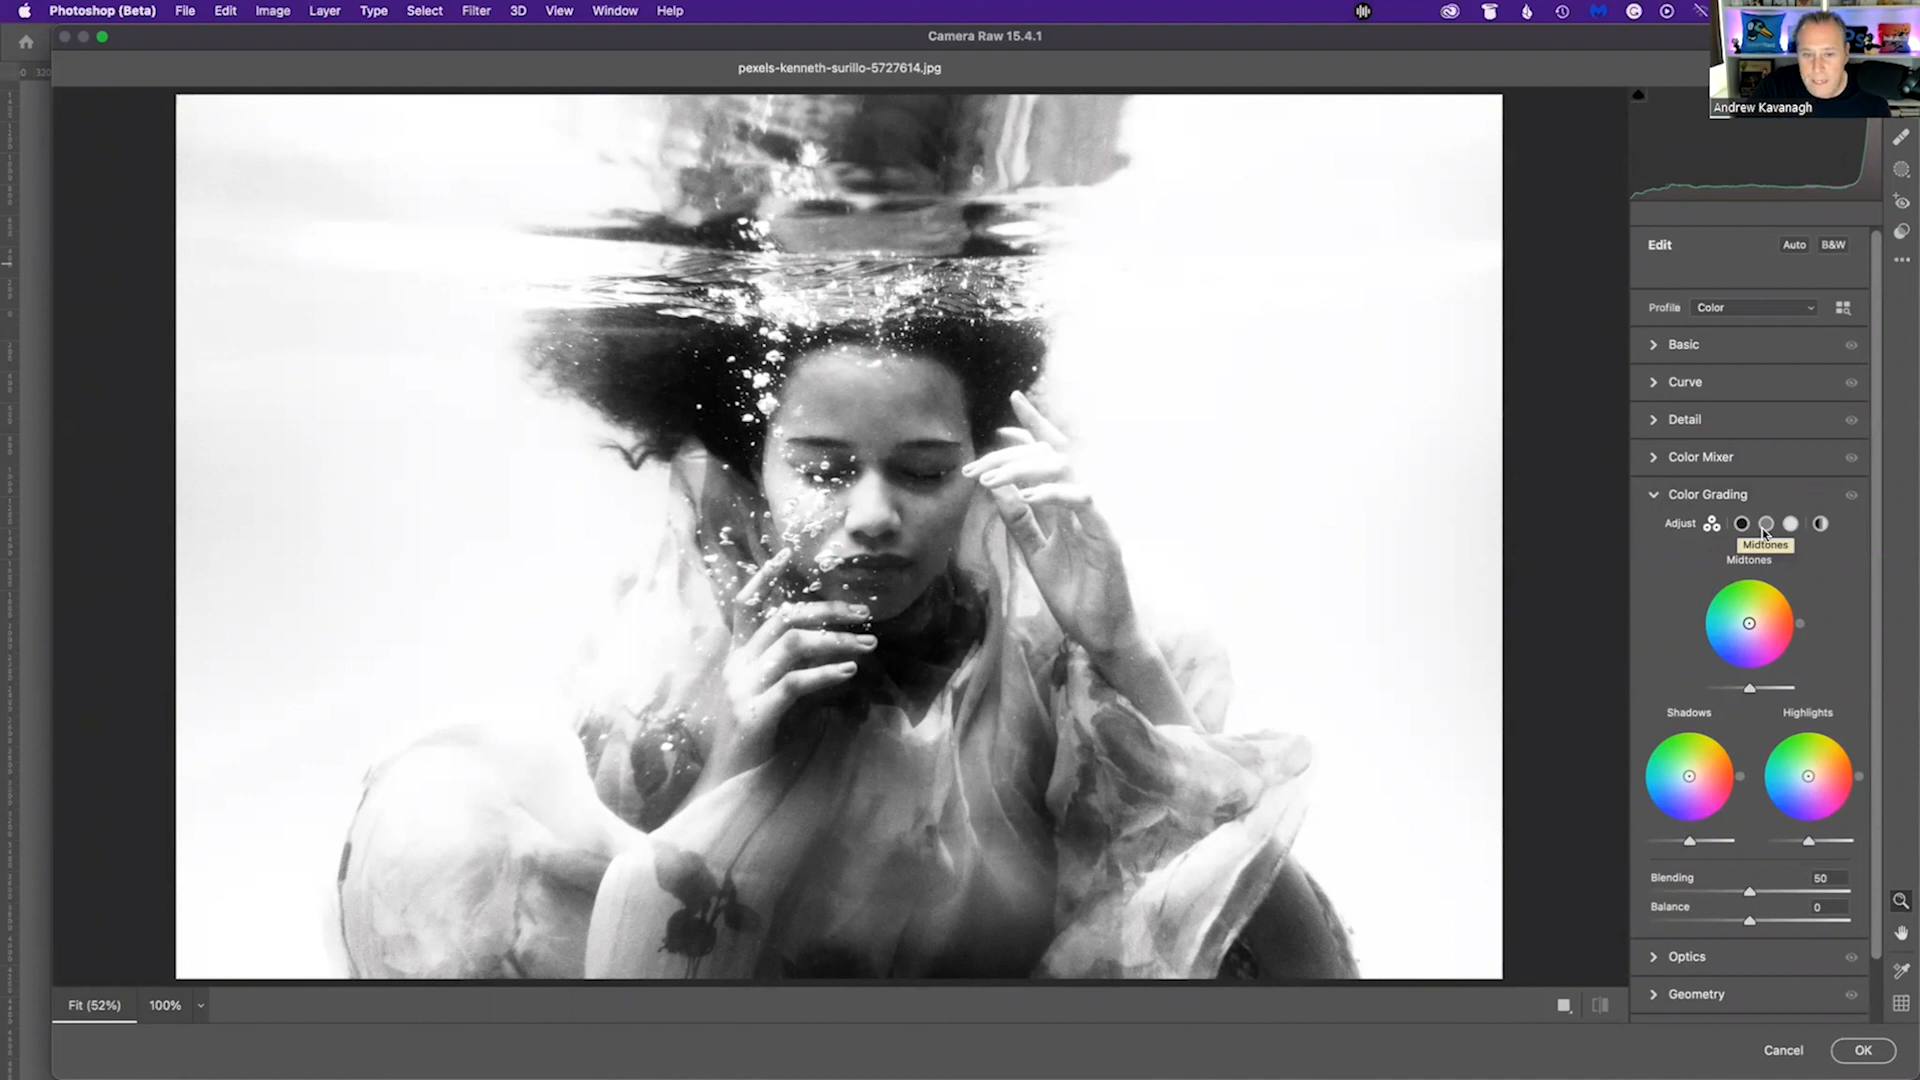 Photoshop (Beta) File Edit Image Layer Type Select Filter 3D View Window Help
Camera Raw 15.4.1
pexels-kenneth-surillo-5727614.jpg
Andrew Kavanagh
Edit Auto B&W
Profile Color
Basic
Curve
Detail
Color Mixer
Color Grading
Adjust
Midtones
Midtones
Shadows Highlights
Blending 50
Balance 0
Optics
Geometry
Fit (52%) 100%
Cancel OK